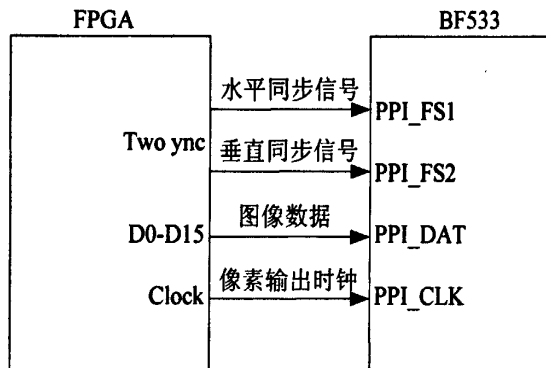 FPGA
BF533
水平同步信号
PPI_FS1
Two ync
垂直同步信号
PPI_FS2
D0-D15
图像数据
PPI_DAT
Clock
像素输出时钟
PPI_CLK